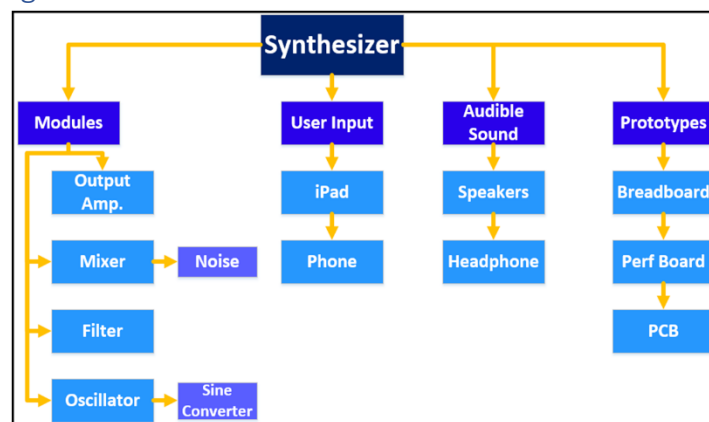 Synthesizer
Modules
User Input
Audible
Sound
Prototypes
Output
Amp.
iPad
Speakers
Breadboard
Mixer
Noise
Phone
Headphone
Perf Board
Filter
PCB
Oscillator
Sine
Converter